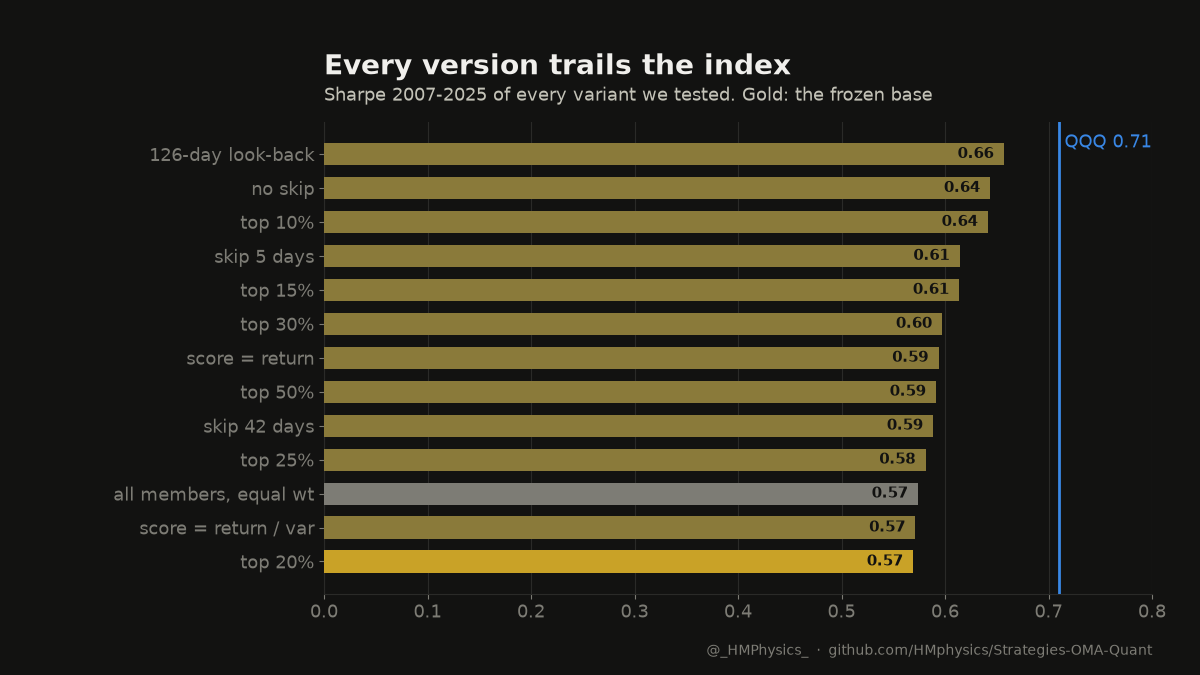 Every version trails the index
Sharpe 2007-2025 of every variant we tested. Gold: the frozen base
QQQ 0.71
126-day look-back 0.66
no skip 0.64
top 10% 0.64
skip 5 days 0.61
top 15% 0.61
top 30% 0.60
score = return 0.59
top 50% 0.59
skip 42 days 0.59
top 25% 0.58
all members, equal wt 0.57
score = return / var 0.57
top 20% 0.57
0.0 0.1 0.2 0.3 0.4 0.5 0.6 0.7 0.8
@_HMPhysics_ · github.com/HMphysics/Strategies-OMA-Quant